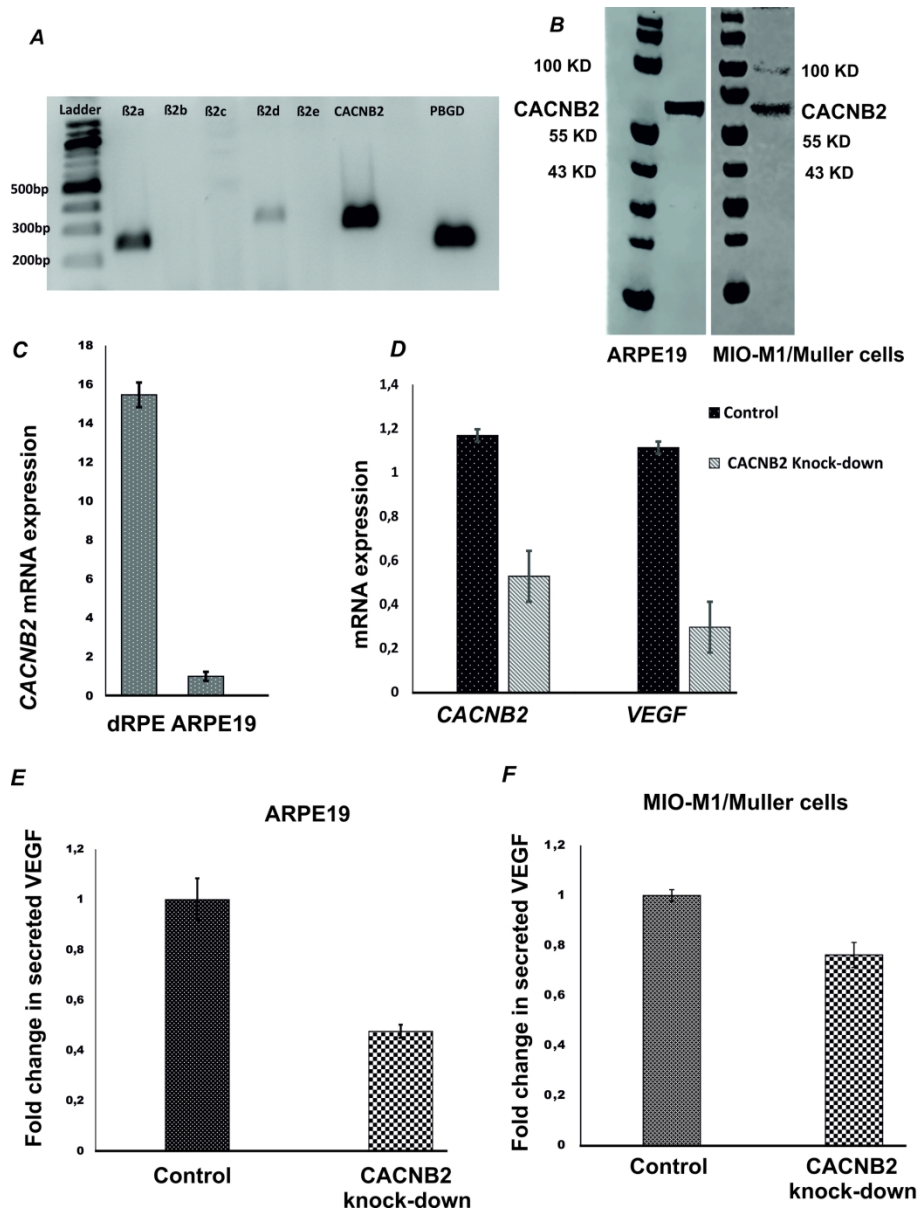 A
Ladder ß2a ß2b ß2c ß2d ß2e CACNB2 PBGD
500bp
300bp
200bp
B
100 KD 100 KD
CACNB2 CACNB2
55 KD 55 KD
43 KD 43 KD
ARPE19 MIO-M1/Muller cells
C
CACNB2 mRNA expression
18
16
14
12
10
8
6
4
2
0
dRPE ARPE19
D
mRNA expression
1,4
1,2
1
0,8
0,6
0,4
0,2
0
CACNB2 VEGF
Control
CACNB2 Knock-down
E
ARPE19
Fold change in secreted VEGF
1,2
1
0,8
0,6
0,4
0,2
0
Control CACNB2
knock-down
F
MIO-M1/Muller cells
Fold change in secreted VEGF
1,2
1
0,8
0,6
0,4
0,2
0
Control CACNB2
knock-down